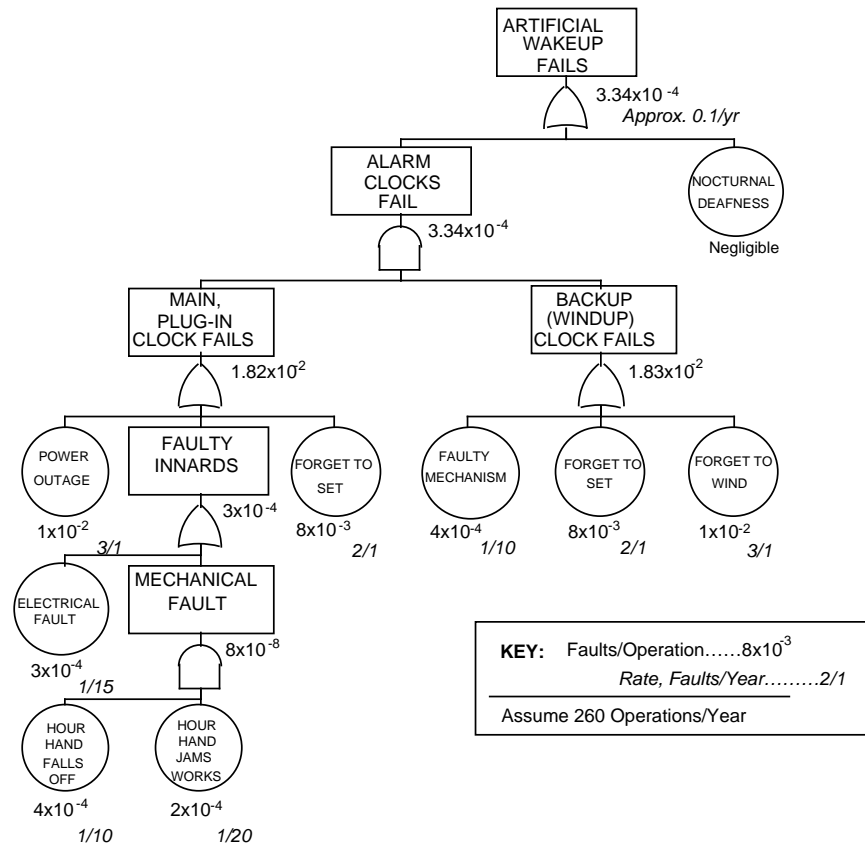 ARTIFICIAL
WAKEUP
FAILS
3.34x10 -4
Approx. 0.1/yr
ALARM
CLOCKS
FAIL
3.34x10-4
NOCTURNAL
DEAFNESS
Negligible
MAIN,
PLUG-IN
CLOCK FAILS
1.82x10-2
BACKUP
(WINDUP)
CLOCK FAILS
1.83x10-2
POWER
OUTAGE
1x10-2
3/1
FAULTY
INNARDS
3x10-4
FORGET TO
SET
8x10-3
2/1
FAULTY
MECHANISM
4x10-4
1/10
FORGET TO
SET
8x10-3
2/1
FORGET TO
WIND
1x10-2
3/1
ELECTRICAL
FAULT
3x10-4
1/15
MECHANICAL
FAULT
8x10-8
HOUR
HAND
FALLS
OFF
4x10-4
1/10
HOUR
HAND
JAMS
WORKS
2x10-4
1/20
KEY: Faults/Operation......8x10-3
Rate, Faults/Year.........2/1
Assume 260 Operations/Year